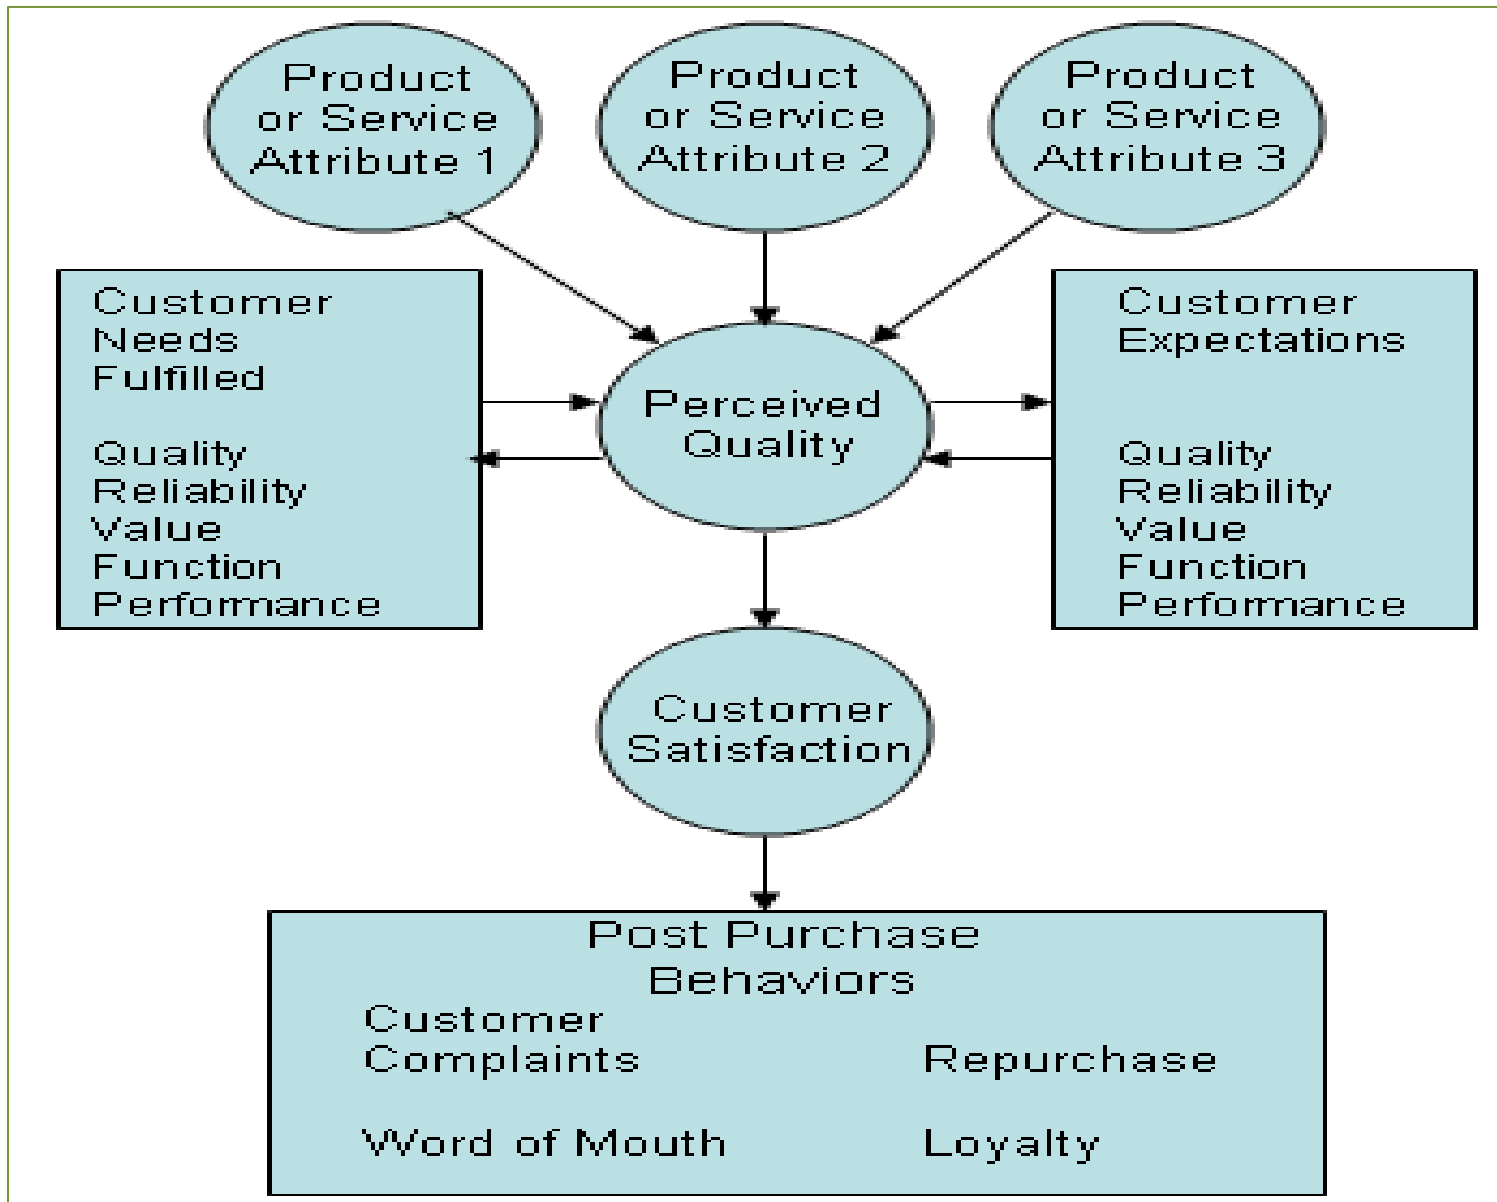 Product
or Service
Attribute 1
Product
or Service
Attribute 2
Product
or Service
Attribute 3
Customer
Needs
Fulfilled
Quality
Reliability
Value
Function
Performance
Perceived
Quality
Customer
Expectations
Quality
Reliability
Value
Function
Performance
Customer
Satisfaction
Post Purchase
Behaviors
Customer
Complaints
Repurchase
Word of Mouth
Loyalty